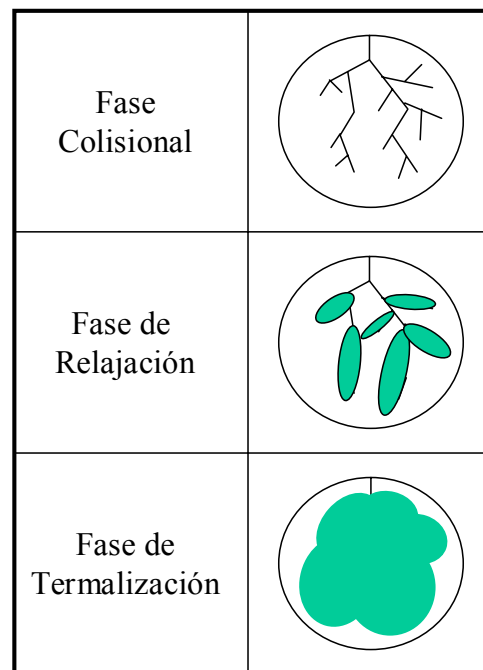 Fase
Colisional
Fase de
Relajación
Fase de
Termalización